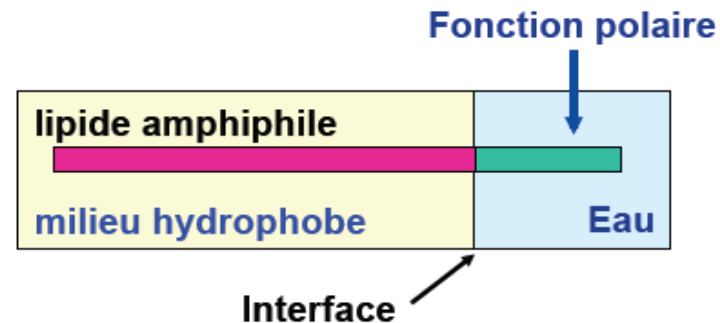 Fonction polaire
lipide amphiphile
milieu hydrophobe
Eau
Interface